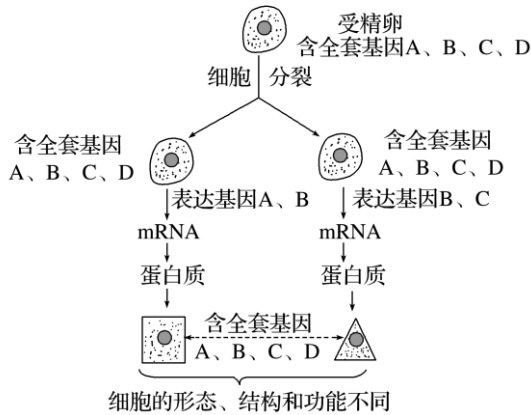 受精卵
含全套基因A、B、C、D
细胞 分裂
含全套基因
A、B、C、D
含全套基因
A、B、C、D
表达基因A、B
表达基因B、C
mRNA
mRNA
蛋白质
蛋白质
含全套基因
A、B、C、D
细胞的形态、结构和功能不同